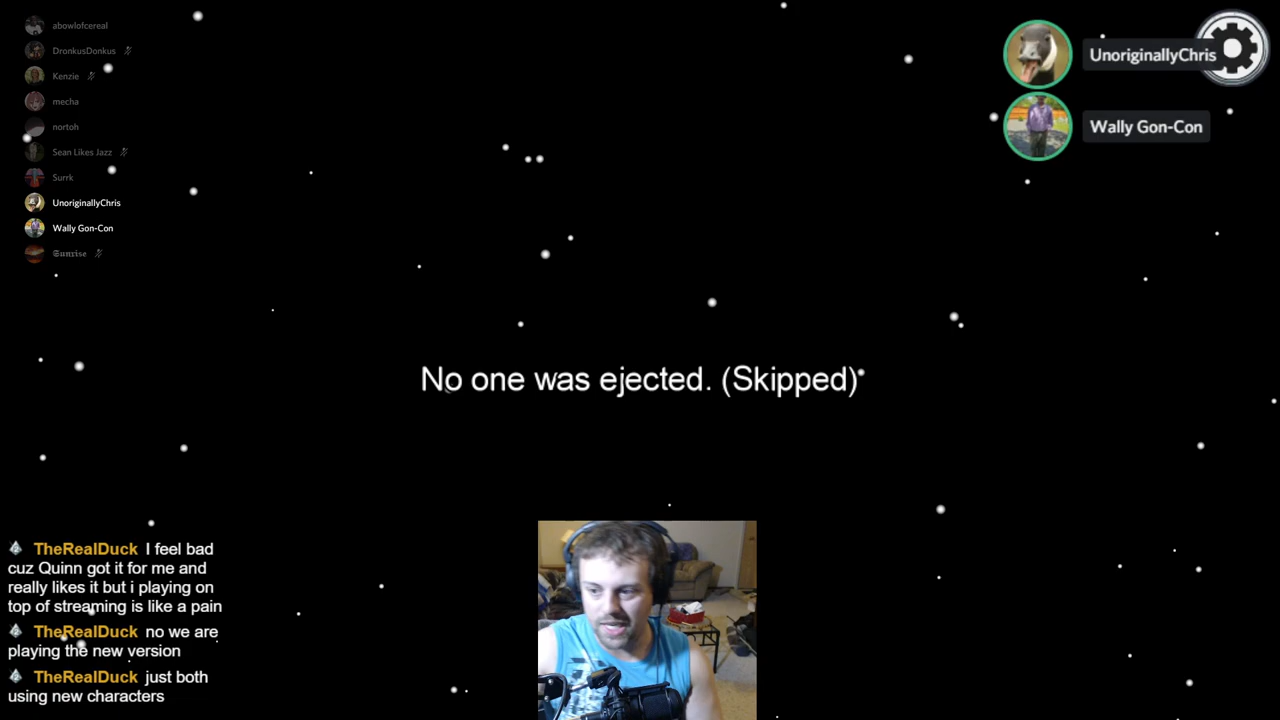 abowlofcereal
DronkusDonkus
Kenzie
mecha
nortoh
Sean Likes Jazz
Surrk
UnoriginallyChris
Wally Gon-Con
𝕾𝖚𝖓𝖗𝖎𝖘𝖊
UnoriginallyChris
Wally Gon-Con
No one was ejected. (Skipped)
TheRealDuck I feel bad
cuz Quinn got it for me and
really likes it but i playing on
top of streaming is like a pain
TheRealDuck no we are
playing the new version
TheRealDuck just both
using new characters